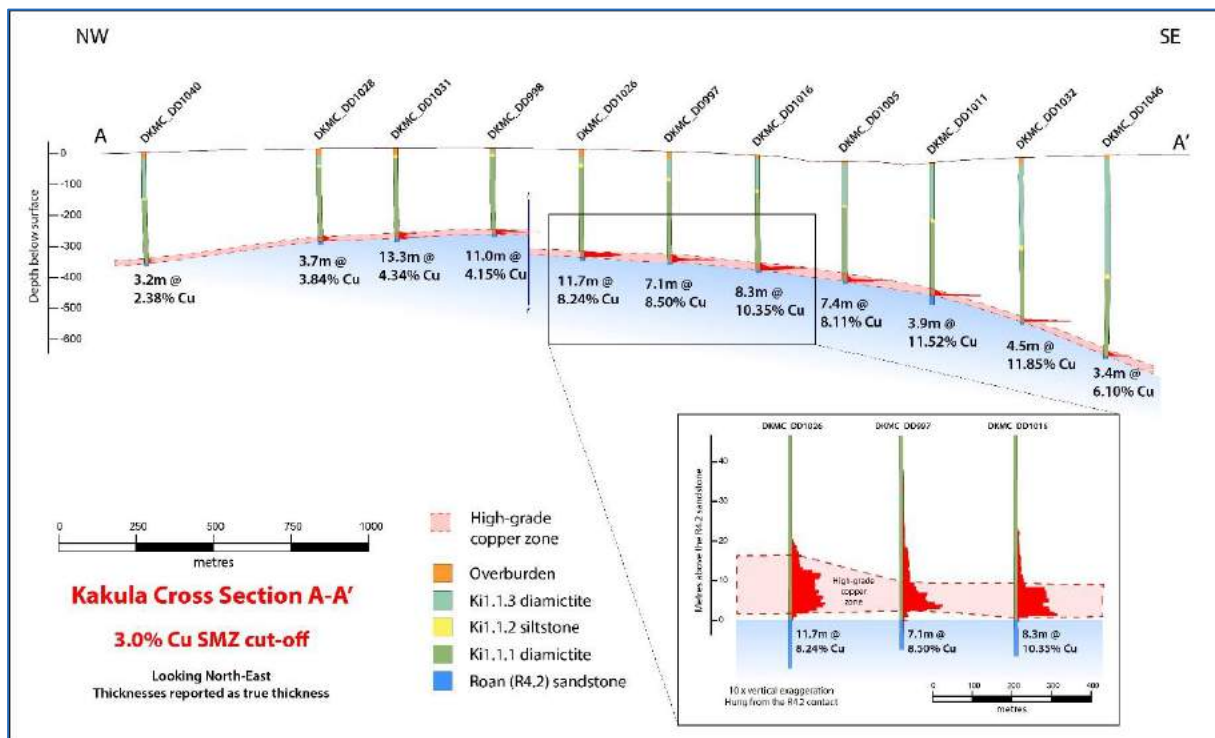 NW
SE
DKMC_DD1040
DKMC_DD1028
DKMC_DD1031
DKMC_DD998
DKMC_DD1026
DKMC_DD997
DKMC_DD1016
DKMC_DD1005
DKMC_DD1011
DKMC_DD1032
DKMC_DD1046
A
A'
Depth below surface
0
-100
-200
-300
-400
-500
-600
3.2m @
2.38% Cu
3.7m @
3.84% Cu
13.3m @
4.34% Cu
11.0m @
4.15% Cu
11.7m @
8.24% Cu
7.1m @
8.50% Cu
8.3m @
10.35% Cu
7.4m @
8.11% Cu
3.9m @
11.52% Cu
4.5m @
11.85% Cu
3.4m @
6.10% Cu
0 250 500 750 1000
metres
Kakula Cross Section A-A'
3.0% Cu SMZ cut-off
Looking North-East
Thicknesses reported as true thickness
High-grade
copper zone
Overburden
Ki1.1.3 diamictite
Ki1.1.2 siltstone
Ki1.1.1 diamictite
Roan (R4.2) sandstone
DKMC_DD1026
DKMC_DD997
DKMC_DD1016
Metres above the R4.2 sandstone
40
30
20
10
0
High-grade
copper
zone
11.7m @
8.24% Cu
7.1m @
8.50% Cu
8.3m @
10.35% Cu
10 x vertical exaggeration
Hung from the R4.2 contact
0 100 200 300 400
metres